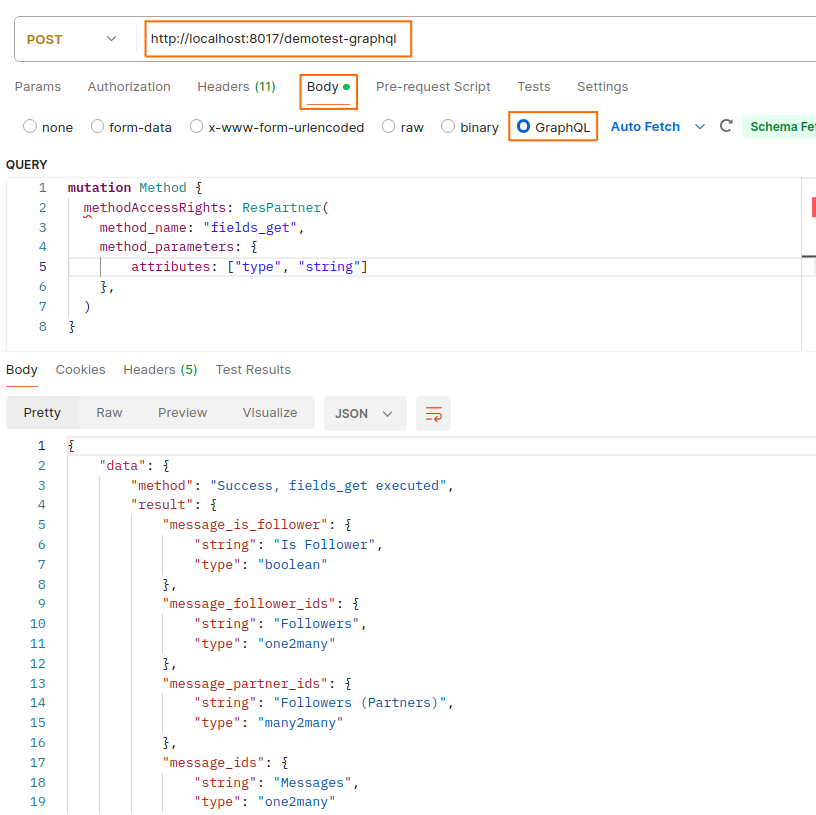 POST http://localhost:8017/demotest-graphql
Params Authorization Headers (11) Body Pre-request Script Tests Settings
none form-data x-www-form-urlencoded raw binary GraphQL Auto Fetch Schema Fet
QUERY
1 mutation Method {
2 methodAccessRights: ResPartner(
3 method_name: "fields_get",
4 method_parameters: {
5 attributes: ["type", "string"]
6 },
7 )
8 }
Body Cookies Headers (5) Test Results
Pretty Raw Preview Visualize JSON
1 {
2 "data": {
3 "method": "Success, fields_get executed",
4 "result": {
5 "message_is_follower": {
6 "string": "Is Follower",
7 "type": "boolean"
8 },
9 "message_follower_ids": {
10 "string": "Followers",
11 "type": "one2many"
12 },
13 "message_partner_ids": {
14 "string": "Followers (Partners)",
15 "type": "many2many"
16 },
17 "message_ids": {
18 "string": "Messages",
19 "type": "one2many"